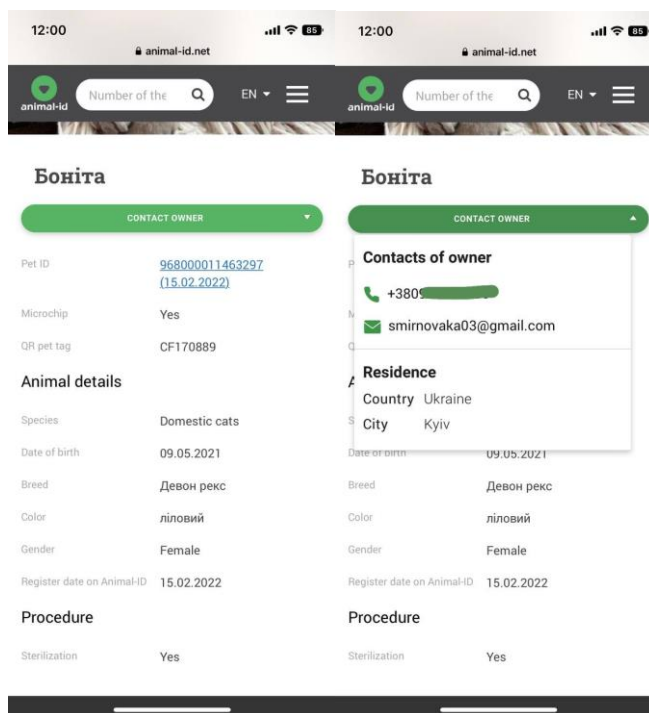 12:00
85
animal-id.net
animal-id
Number of the
EN
Боніта
CONTACT OWNER
Pet ID 968000011463297
(15.02.2022)
Microchip Yes
QR pet tag CF170889
Animal details
Species Domestic cats
Date of birth 09.05.2021
Breed Девон рекс
Color ліловий
Gender Female
Register date on Animal-ID 15.02.2022
Procedure
Sterilization Yes
12:00
85
animal-id.net
animal-id
Number of the
EN
Боніта
CONTACT OWNER
Contacts of owner
+380
smirnovaka03@gmail.com
Residence
Country Ukraine
City Kyiv
Date of birth 09.05.2021
Breed Девон рекс
Color ліловий
Gender Female
Register date on Animal-ID 15.02.2022
Procedure
Sterilization Yes